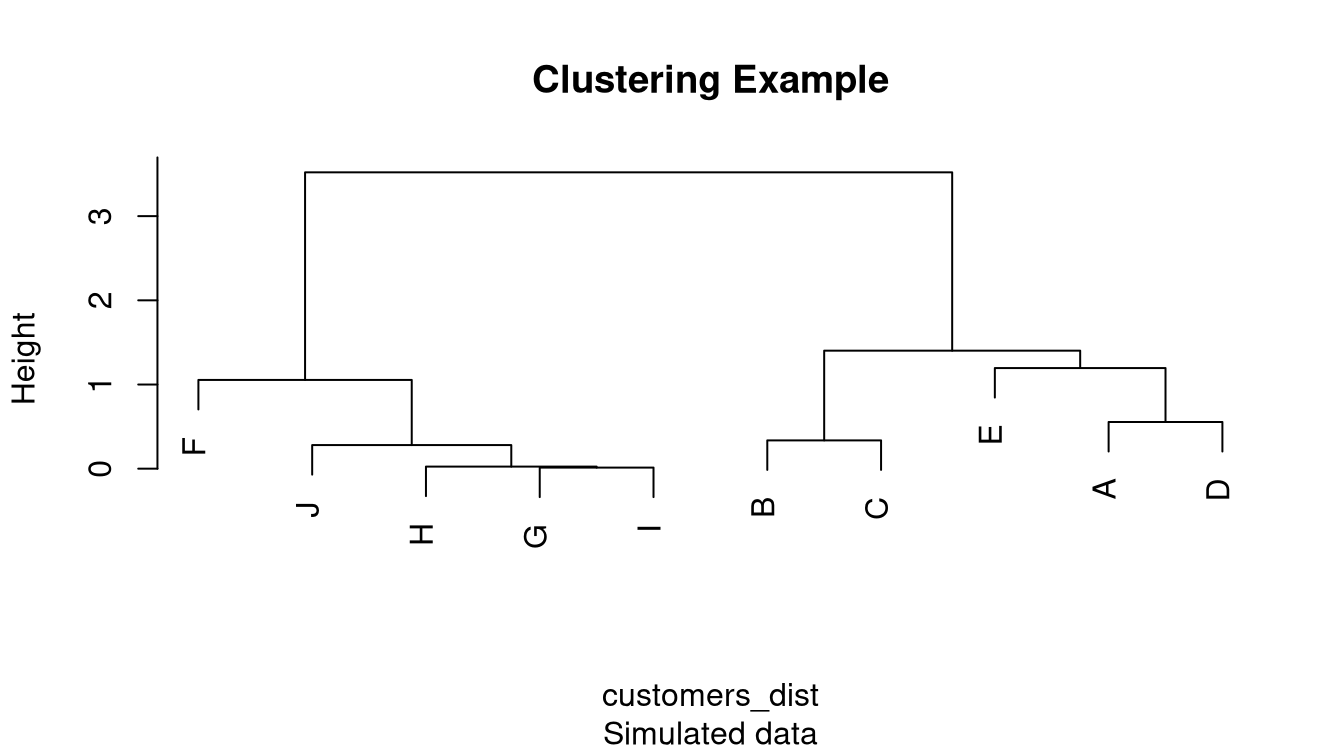 Clustering Example
Height
3
2
1
0
F
J
H
G
I
B
C
E
A
D
customers_dist
Simulated data